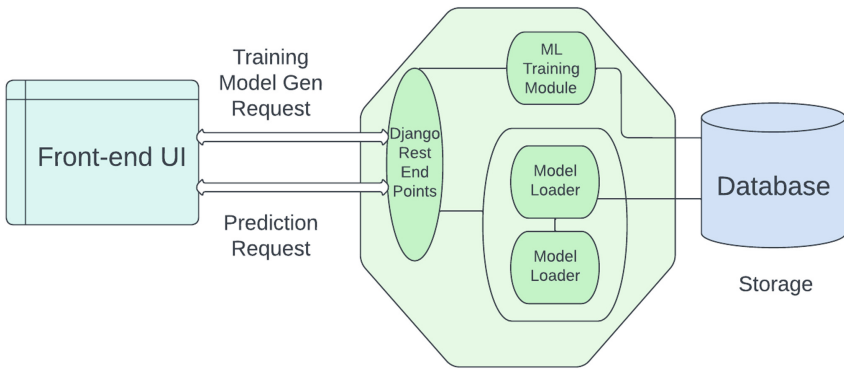 Training
Model Gen
Request
Front-end UI
Prediction
Request
Django
Rest
End
Points
ML
Training
Module
Model
Loader
Model
Loader
Database
Storage